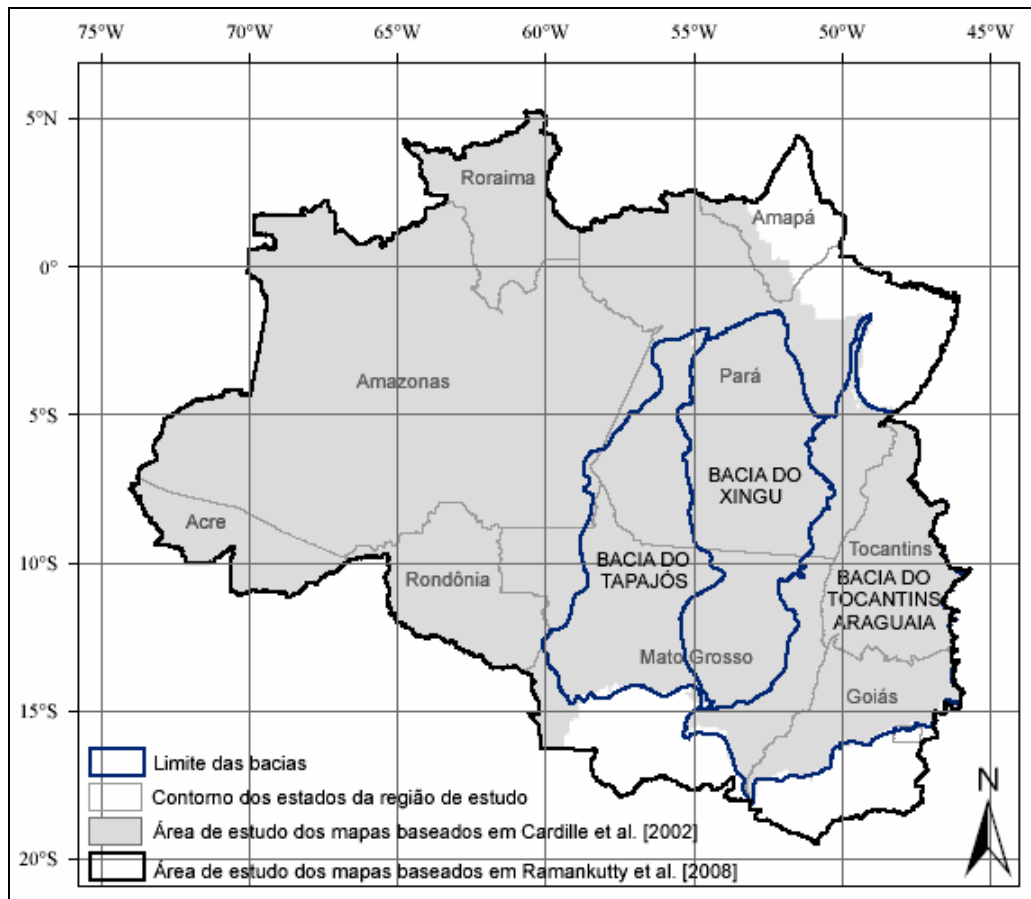 75°W 70°W 65°W 60°W 55°W 50°W 45°W
5°N
0°
5°S
10°S
15°S
20°S
Roraima
Amapá
Amazonas
Pará
Acre
Rondônia
BACIA DO
XINGU
BACIA DO
TAPAJÓS
Tocantins
BACIA DO
TOCANTINS
ARAGUAIA
Mato Grosso
Goiás
Limite das bacias
Contorno dos estados da região de estudo
Área de estudo dos mapas baseados em Cardille et al. [2002]
Área de estudo dos mapas baseados em Ramankutty et al. [2008]
N